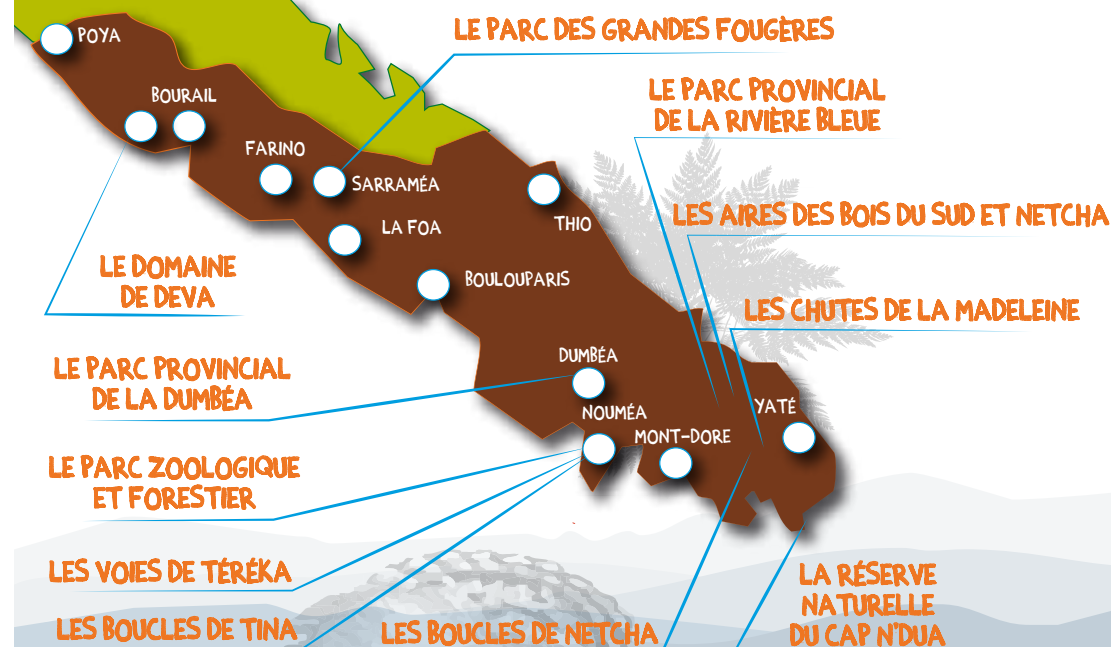 LE PARC DES GRANDES FOUGÈRES
POYA
LE PARC PROVINCIAL
DE LA RIVIÈRE BLEUE
BOURAIL
FARINO
SARRAMÉA
THIO
LES AIRES DES BOIS DU SUD ET NETCHA
LA FOA
LE DOMAINE
DE DEVA
BOULOUPARIS
LES CHUTES DE LA MADELEINE
DUMBÉA
LE PARC PROVINCIAL
DE LA DUMBÉA
NOUMÉA
YATÉ
MONT-DORE
LE PARC ZOOLOGIQUE
ET FORESTIER
LES VOIES DE TÉRÉKA
LA RÉSERVE
NATURELLE
DU CAP N'DUA
LES BOUCLES DE TINA
LES BOUCLES DE NETCHA